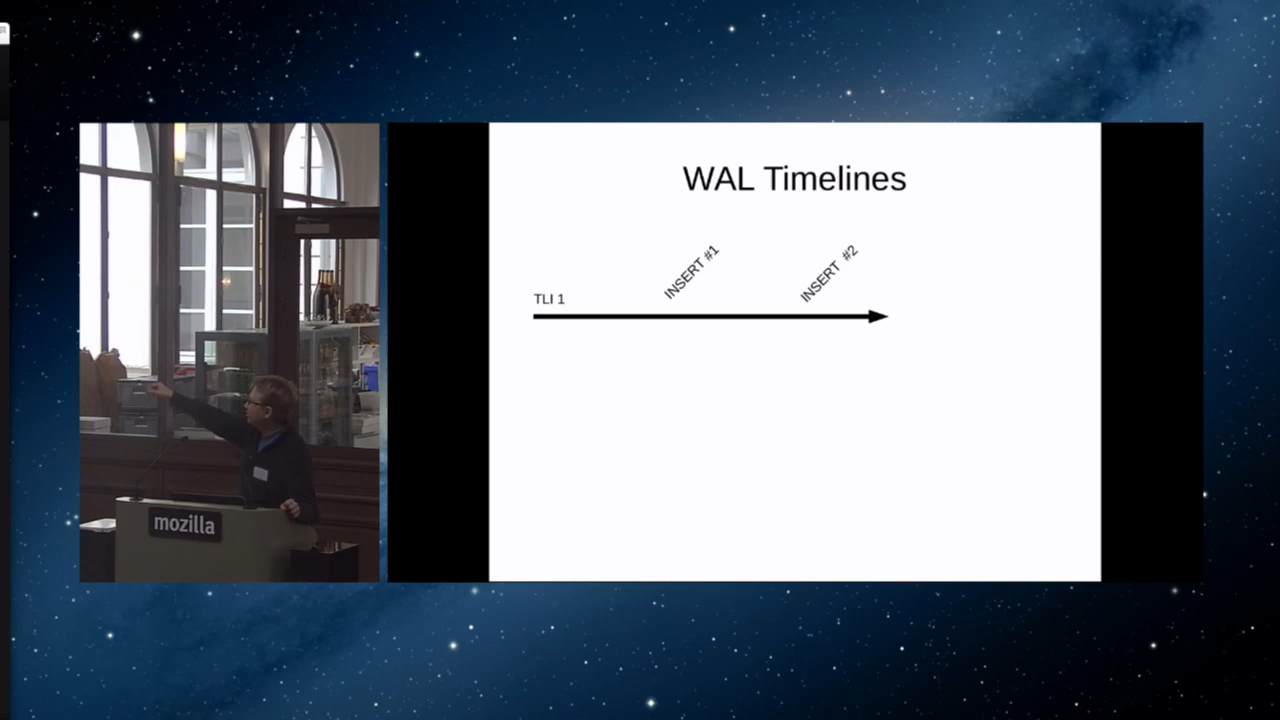 WAL Timelines
INSERT #1
INSERT #2
TLI 1
mozilla